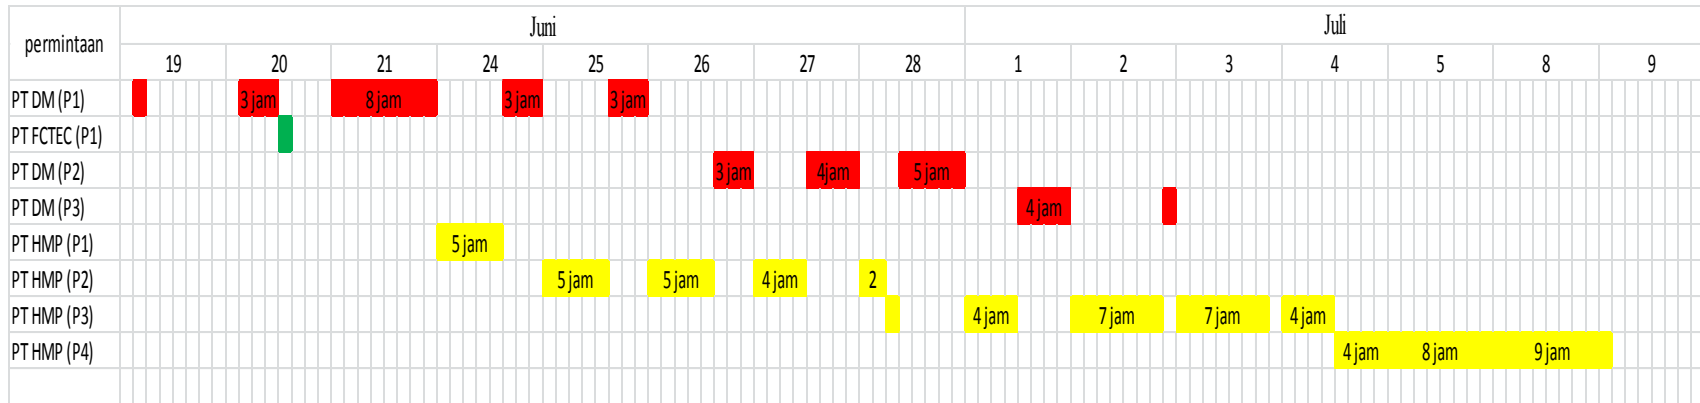 permintaan Juni Juli
19 20 21 24 25 26 27 28 1 2 3 4 5 8 9
PT DM (P1) 3 jam 8 jam 3 jam 3 jam
PT FCTEC (P1)
PT DM (P2) 3 jam 4jam 5 jam
PT DM (P3) 4 jam
PT HMP (P1) 5 jam
PT HMP (P2) 5 jam 5 jam 4 jam 2
PT HMP (P3) 4 jam 7 jam 7 jam 4 jam
PT HMP (P4) 4 jam 8 jam 9 jam